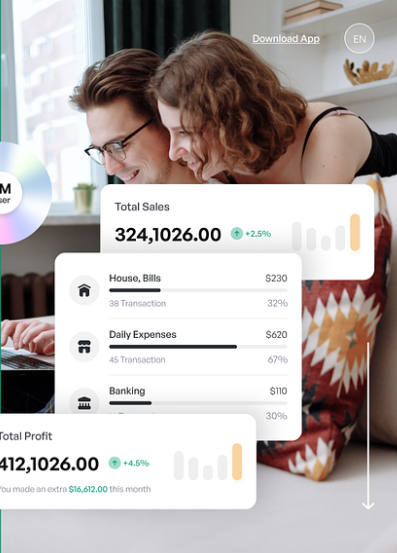 Download App
EN
M
ser
Total Sales
324,1026.00
+2.5%
House, Bills
$230
38 Transaction
32%
Daily Expenses
$620
45 Transaction
67%
Banking
$110
30%
Total Profit
412,1026.00
+4.5%
You made an extra $16,612.00 this month